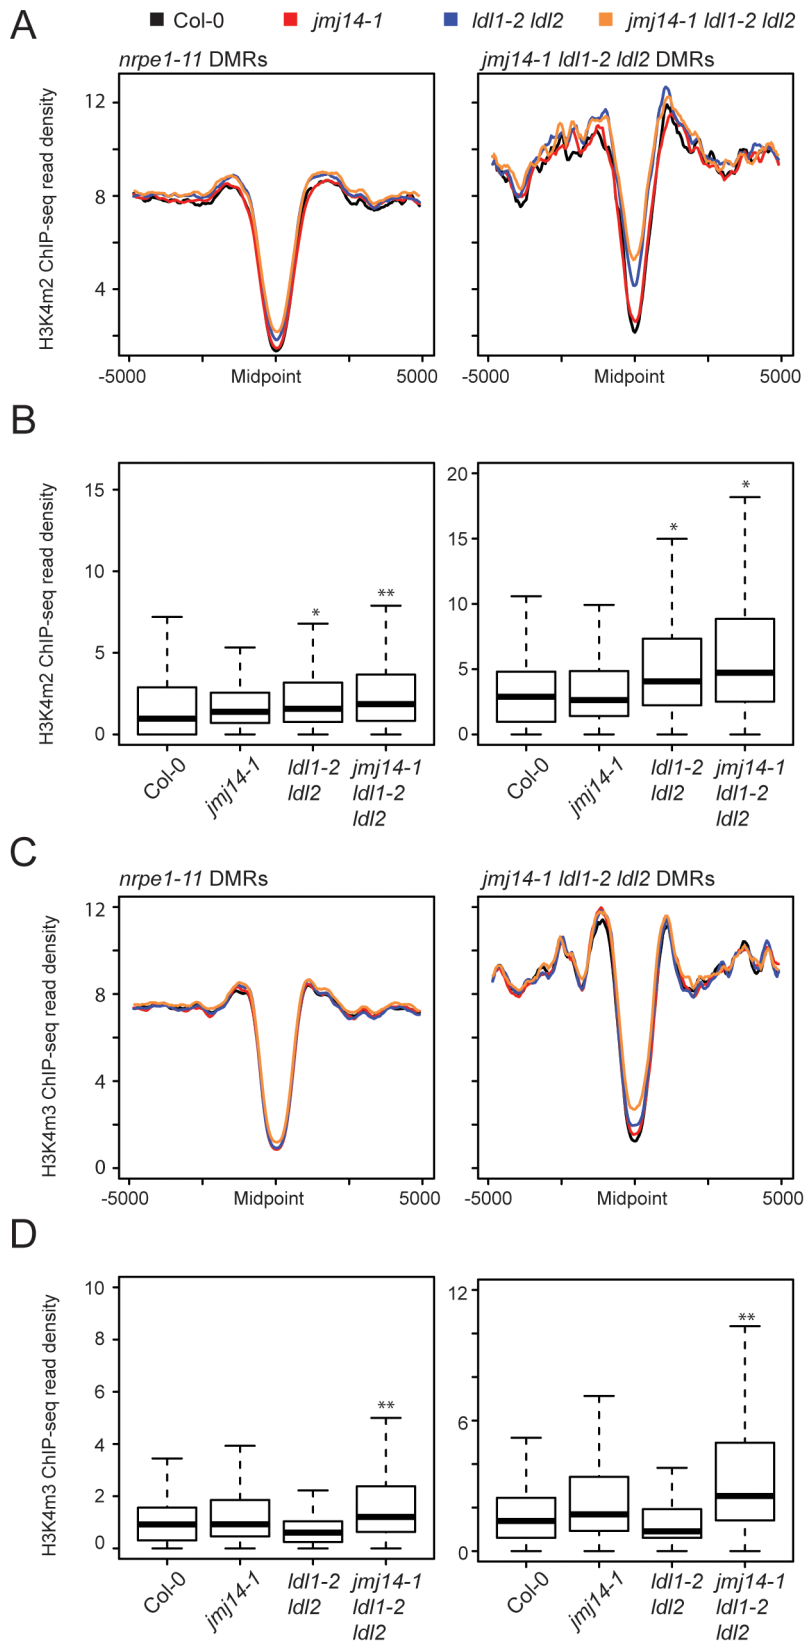 A
Col-0 jmj14-1 ldl1-2 ldl2 jmj14-1 ldl1-2 ldl2
nrpe1-11 DMRs jmj14-1 ldl1-2 ldl2 DMRs
H3K4m2 ChIP-seq read density
12
8
4
-5000 Midpoint 5000
-5000 Midpoint 5000
B
H3K4m2 ChIP-seq read density
15
10
5
0
* **
Col-0
jmj14-1
ldl1-2
ldl2
jmj14-1
ldl1-2
ldl2
20
15
10
5
0
* *
Col-0
jmj14-1
ldl1-2
ldl2
jmj14-1
ldl1-2
ldl2
C
nrpe1-11 DMRs jmj14-1 ldl1-2 ldl2 DMRs
H3K4m3 ChIP-seq read density
12
8
4
0
-5000 Midpoint 5000
-5000 Midpoint 5000
D
H3K4m3 ChIP-seq read density
10
8
6
4
2
0
**
Col-0
jmj14-1
ldl1-2
ldl2
jmj14-1
ldl1-2
ldl2
12
6
0
**
Col-0
jmj14-1
ldl1-2
ldl2
jmj14-1
ldl1-2
ldl2